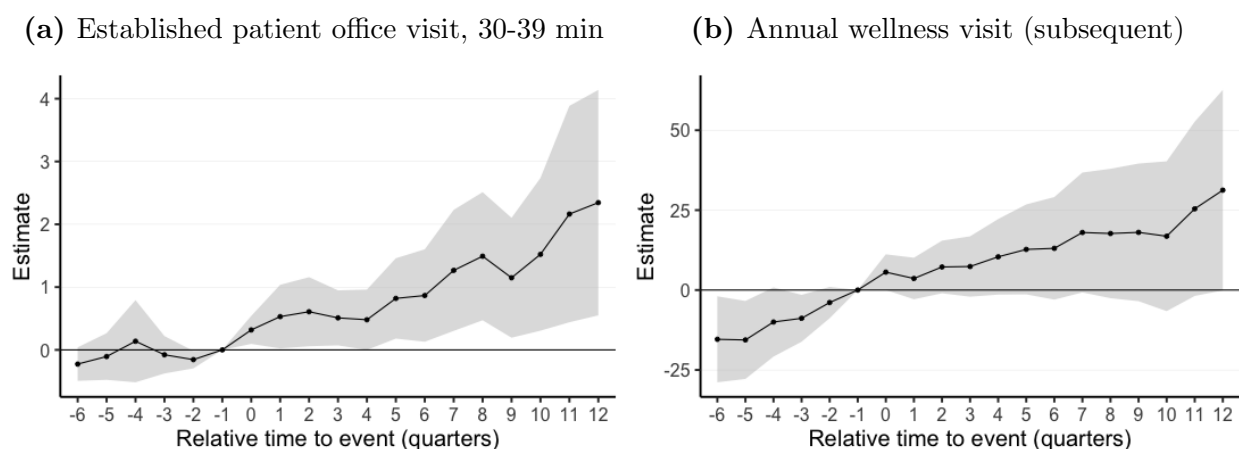 (a) Established patient office visit, 30-39 min
4
3
2
1
0
Estimate
-6 -5 -4 -3 -2 -1 0 1 2 3 4 5 6 7 8 9 10 11 12
Relative time to event (quarters)
(b) Annual wellness visit (subsequent)
50
25
0
-25
Estimate
-6 -5 -4 -3 -2 -1 0 1 2 3 4 5 6 7 8 9 10 11 12
Relative time to event (quarters)